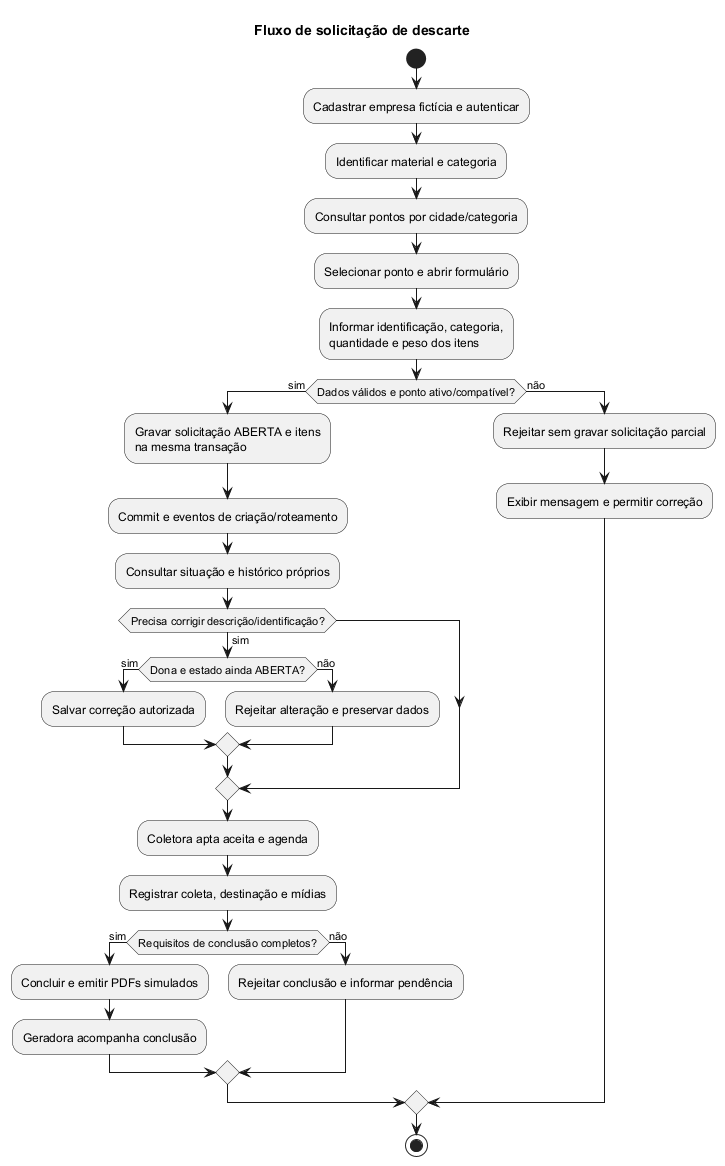 Fluxo de solicitação de descarte
Cadastrar empresa fictícia e autenticar
Identificar material e categoria
Consultar pontos por cidade/categoria
Selecionar ponto e abrir formulário
Informar identificação, categoria,
quantidade e peso dos itens
sim
Dados válidos e ponto ativo/compatível?
não
Gravar solicitação ABERTA e itens
na mesma transação
Rejeitar sem gravar solicitação parcial
Commit e eventos de criação/roteamento
Exibir mensagem e permitir correção
Consultar situação e histórico próprios
Precisa corrigir descrição/identificação?
sim
sim
Dona e estado ainda ABERTA?
não
Salvar correção autorizada
Rejeitar alteração e preservar dados
Coletora apta aceita e agenda
Registrar coleta, destinação e mídias
sim
Requisitos de conclusão completos?
não
Concluir e emitir PDFs simulados
Rejeitar conclusão e informar pendência
Geradora acompanha conclusão